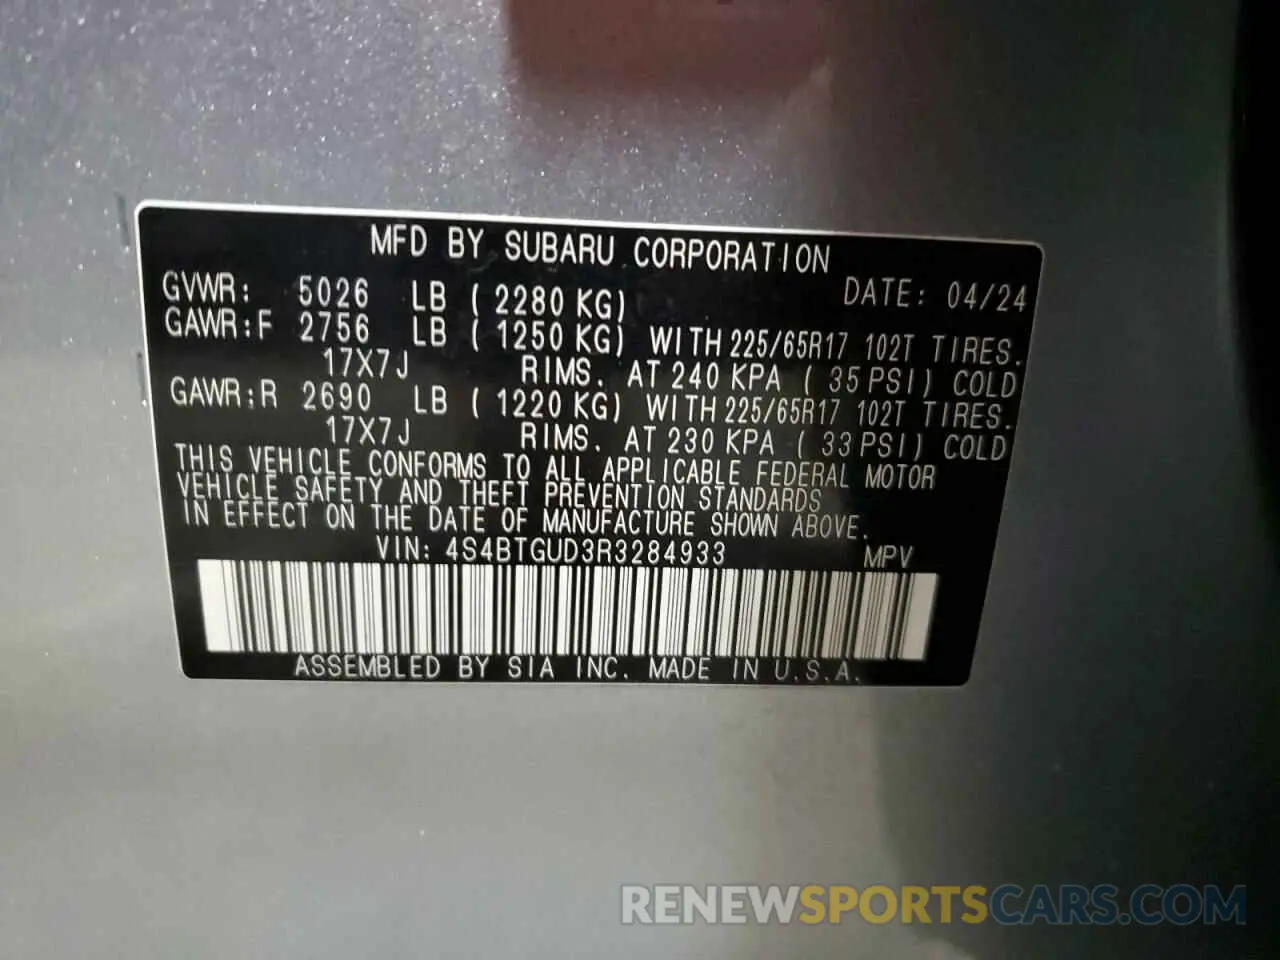 MFD BY SUBARU CORPORATION
GVWR: 5026 LB ( 2280 KG) DATE: 04/24
GAWR:F 2756 LB ( 1250 KG) WITH 225/65R17 102T TIRES.
17X7J RIMS. AT 240 KPA ( 35 PSI) COLD
GAWR:R 2690 LB ( 1220 KG) WITH 225/65R17 102T TIRES.
17X7J RIMS. AT 230 KPA ( 33 PSI) COLD
THIS VEHICLE CONFORMS TO ALL APPLICABLE FEDERAL MOTOR
VEHICLE SAFETY AND THEFT PREVENTION STANDARDS
IN EFFECT ON THE DATE OF MANUFACTURE SHOWN ABOVE.
VIN: 4S4BTGUD3R3284933 MPV
ASSEMBLED BY SIA INC. MADE IN U.S.A.
RENEWSPORTSCARS.COM